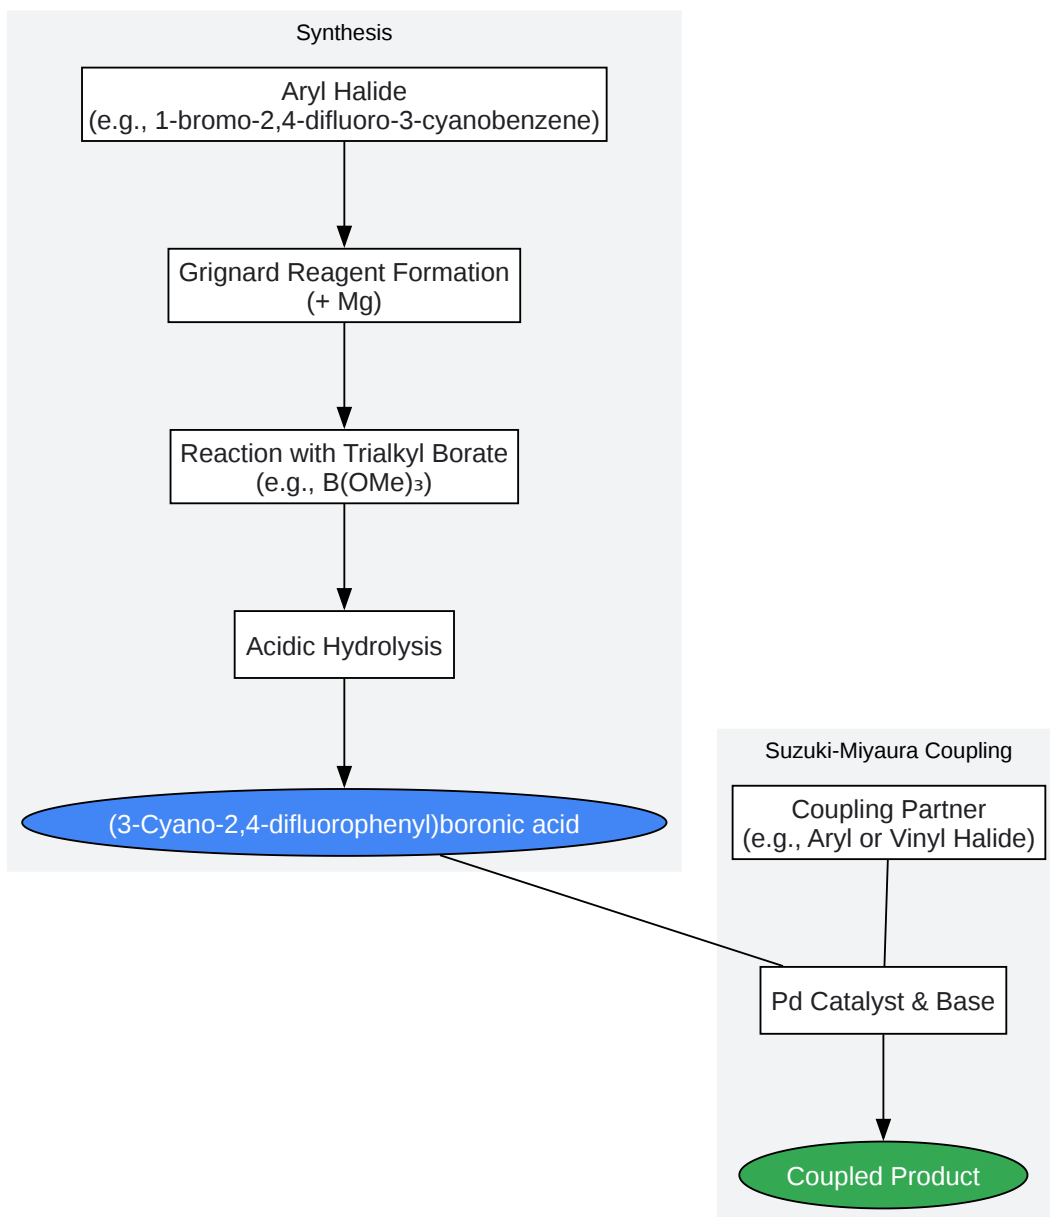 Synthesis
Aryl Halide
(e.g., 1-bromo-2,4-difluoro-3-cyanobenzene)
Grignard Reagent Formation
(+ Mg)
Reaction with Trialkyl Borate
(e.g., B(OMe)₃)
Acidic Hydrolysis
(3-Cyano-2,4-difluorophenyl)boronic acid
Suzuki-Miyaura Coupling
Coupling Partner
(e.g., Aryl or Vinyl Halide)
Pd Catalyst & Base
Coupled Product